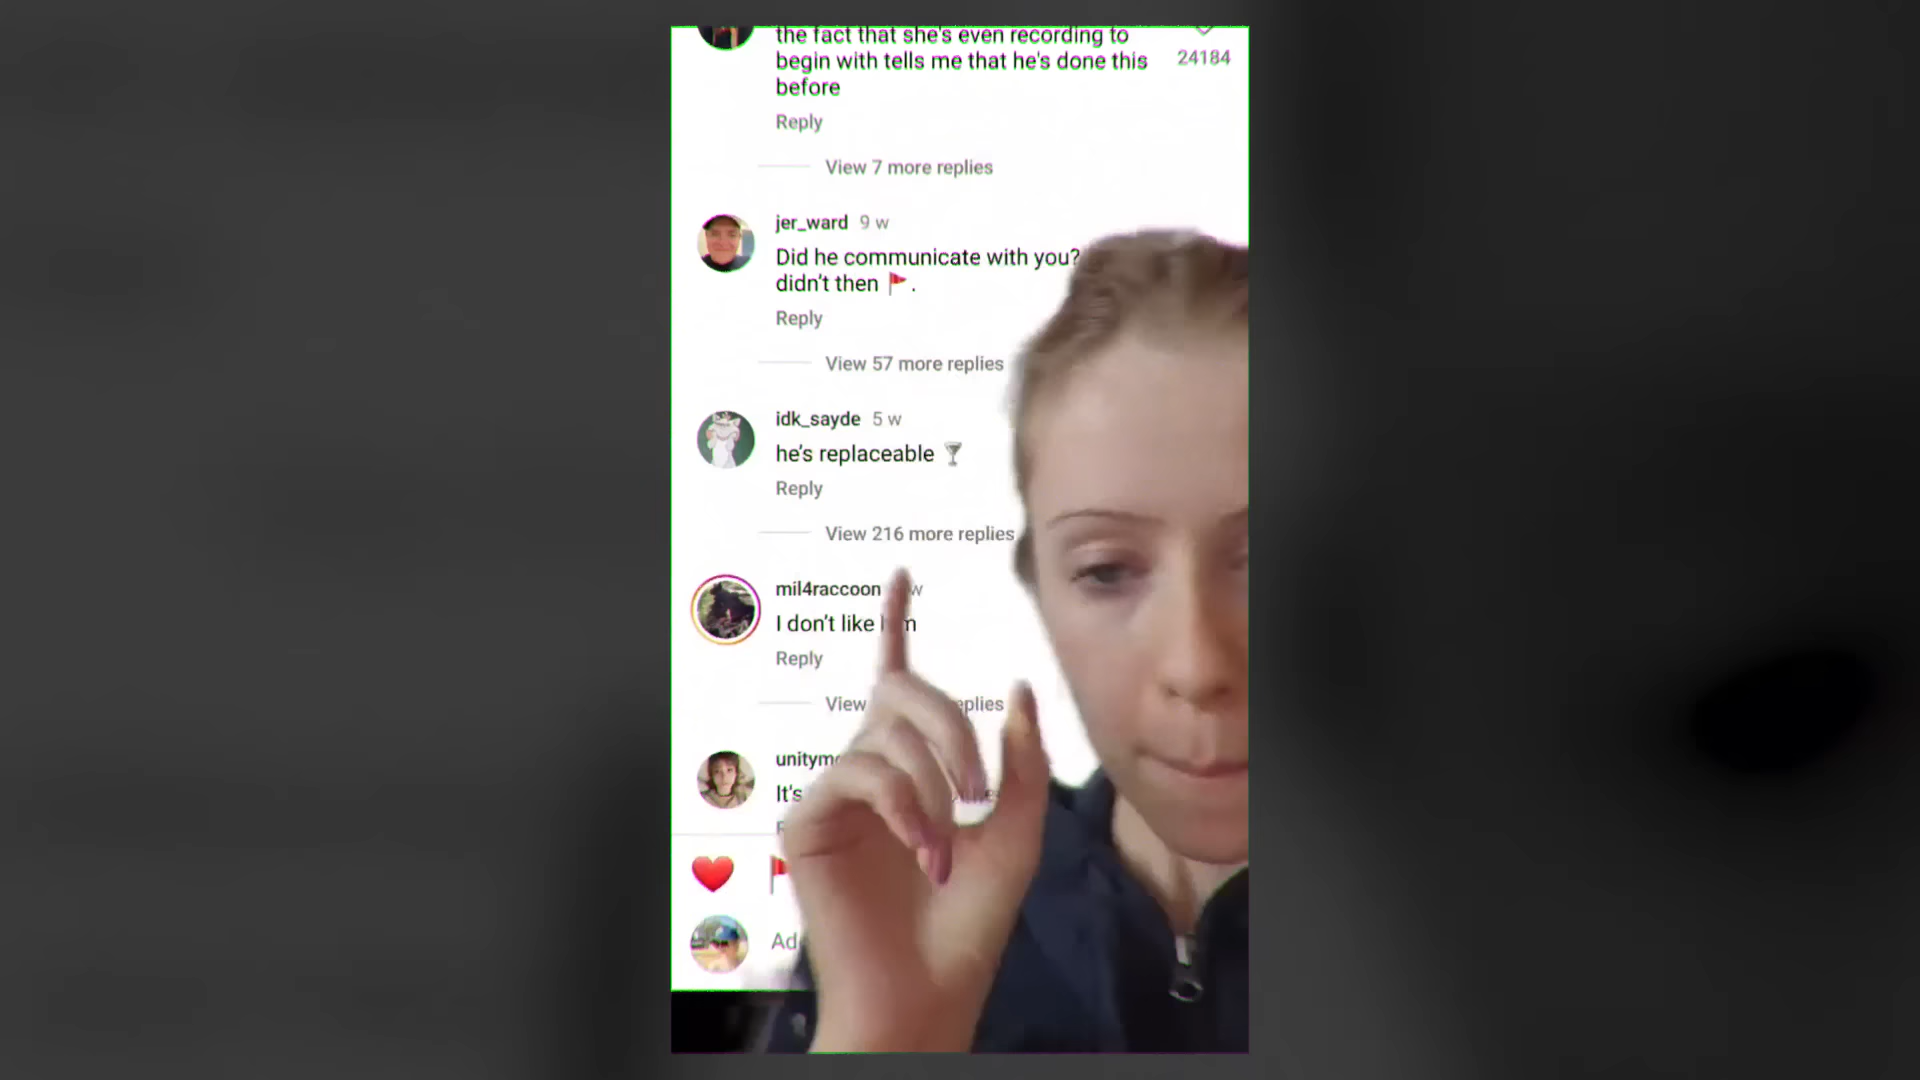 the fact that she's even recording to
begin with tells me that he's done this
before
24184
Reply
View 7 more replies
jer_ward 9 w
Did he communicate with you?
didn't then 🚩.
Reply
View 57 more replies
idk_sayde 5 w
he's replaceable 🍸
Reply
View 216 more replies
mil4raccoon w
I don't like
Reply
View
unitym
It's